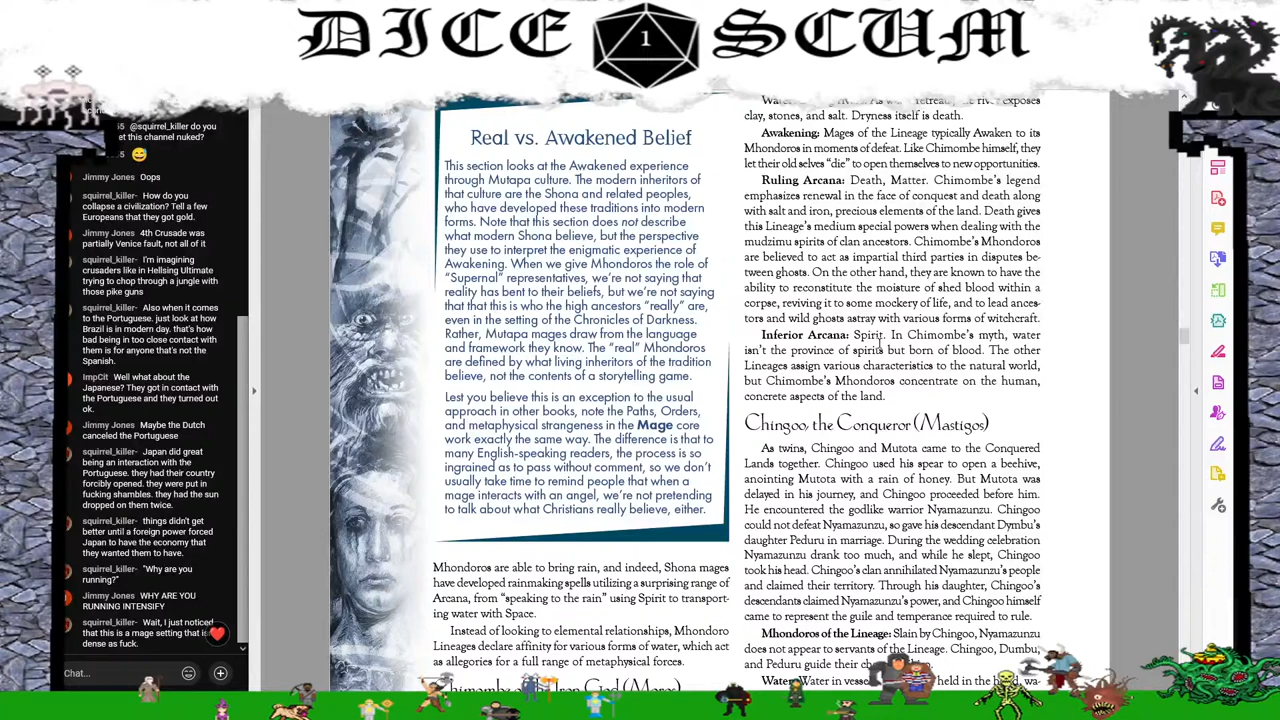 DICE 1 SCUM
@squirrel_killer do you
et this channel nuked?
Jimmy Jones Oops
squirrel_killer- How do you
collapse a civilization? Tell a few
Europeans that they got gold.
Jimmy Jones 4th Crusade was
partially Venice fault, not all of it
squirrel_killer- I'm imagining
crusaders like in Hellsing Ultimate
trying to chop through a jungle with
those pike guns
squirrel_killer- Also when it comes
to the Portuguese. just look at how
Brazil is in modern day. that's how
bad being in too close contact with
them is for anyone that's not the
Spanish.
ImpCit Well what about the
Japanese? They got in contact with
the Portuguese and they turned out
ok.
Jimmy Jones Maybe the Dutch
canceled the Portuguese
squirrel_killer- Japan did great
being an interaction with the
Portuguese. they had their country
forcibly opened. they were put in
fucking shambles. they had the sun
dropped on them twice.
squirrel_killer- things didn't get
better until a foreign power forced
Japan to have the economy that
they wanted them to have.
squirrel_killer- "Why are you
running?"
Jimmy Jones WHY ARE YOU
RUNNING INTENSIFY
squirrel_killer- Wait, I just noticed
that this is a mage setting that is
dense as fuck.
Chat...
Real vs. Awakened Belief
This section looks at the Awakened experience
through Mutapa culture. The modern inheritors of
that culture are the Shona and related peoples,
who have developed these traditions into modern
forms. Note that this section does not describe
what modern Shona believe, but the perspective
they use to interpret the enigmatic experience of
Awakening. When we give Mhondoros the role of
"Supernal" representatives, we're not saying that
reality has bent to their beliefs, but we're not saying
that that this is who the high ancestors "really" are,
even in the setting of the Chronicles of Darkness.
Rather, Mutapa mages draw from the language
and framework they know. The "real" Mhondoros
are defined by what living inheritors of the tradition
believe, not the contents of a storytelling game.
Lest you believe this is an exception to the usual
approach in other books, note the Paths, Orders,
and metaphysical strangeness in the Mage core
work exactly the same way. The difference is that to
many English-speaking readers, the process is so
ingrained as to pass without comment, so we don't
usually take time to remind people that when a
mage interacts with an angel, we're not pretending
to talk about what Christians really believe, either.
Mhondoros are able to bring rain, and indeed, Shona mages
have developed rainmaking spells utilizing a surprising range of
Arcana, from "speaking to the rain" using Spirit to transport-
ing water with Space.
Instead of looking to elemental relationships, Mhondoro
Lineages declare affinity for various forms of water, which act
as allegories for a full range of metaphysical forces.
clay, stones, and salt. Dryness itself is death.
Awakening: Mages of the Lineage typically Awaken to its
Mhondoros in moments of defeat. Like Chimombe himself, they
let their old selves "die" to open themselves to new opportunities.
Ruling Arcana: Death, Matter. Chimombe's legend
emphasizes renewal in the face of conquest and death along
with salt and iron, precious elements of the land. Death gives
this Lineage's medium special powers when dealing with the
mudzimu spirits of clan ancestors. Chimombe's Mhondoros
are believed to act as impartial third parties in disputes be-
tween ghosts. On the other hand, they are known to have the
ability to reconstitute the moisture of shed blood within a
corpse, reviving it to some mockery of life, and to lead ances-
tors and wild ghosts astray with various forms of witchcraft.
Inferior Arcana: Spirit. In Chimombe's myth, water
isn't the province of spirits but born of blood. The other
Lineages assign various characteristics to the natural world,
but Chimombe's Mhondoros concentrate on the human,
concrete aspects of the land.
Chingoo, the Conqueror (Mastigos)
As twins, Chingoo and Mutota came to the Conquered
Lands together. Chingoo used his spear to open a beehive,
anointing Mutota with a rain of honey. But Mutota was
delayed in his journey, and Chingoo proceeded before him.
He encountered the godlike warrior Nyamazunzu. Chingoo
could not defeat Nyamazunzu, so gave his descendant Dymbu's
daughter Peduru in marriage. During the wedding celebration
Nyamazunzu drank too much, and while he slept, Chingoo
took his head. Chingoo's clan annihilated Nyamazunzu's people
and claimed their territory. Through his daughter, Chingoo's
descendants claimed Nyamazunzu's power, and Chingoo himself
came to represent the guile and temperance required to rule.
Mhondoros of the Lineage: Slain by Chingoo, Nyamazunzu
does not appear to servants of the Lineage. Chingoo, Dumbu,
and Peduru guide their
Water: Water in held in the wa-